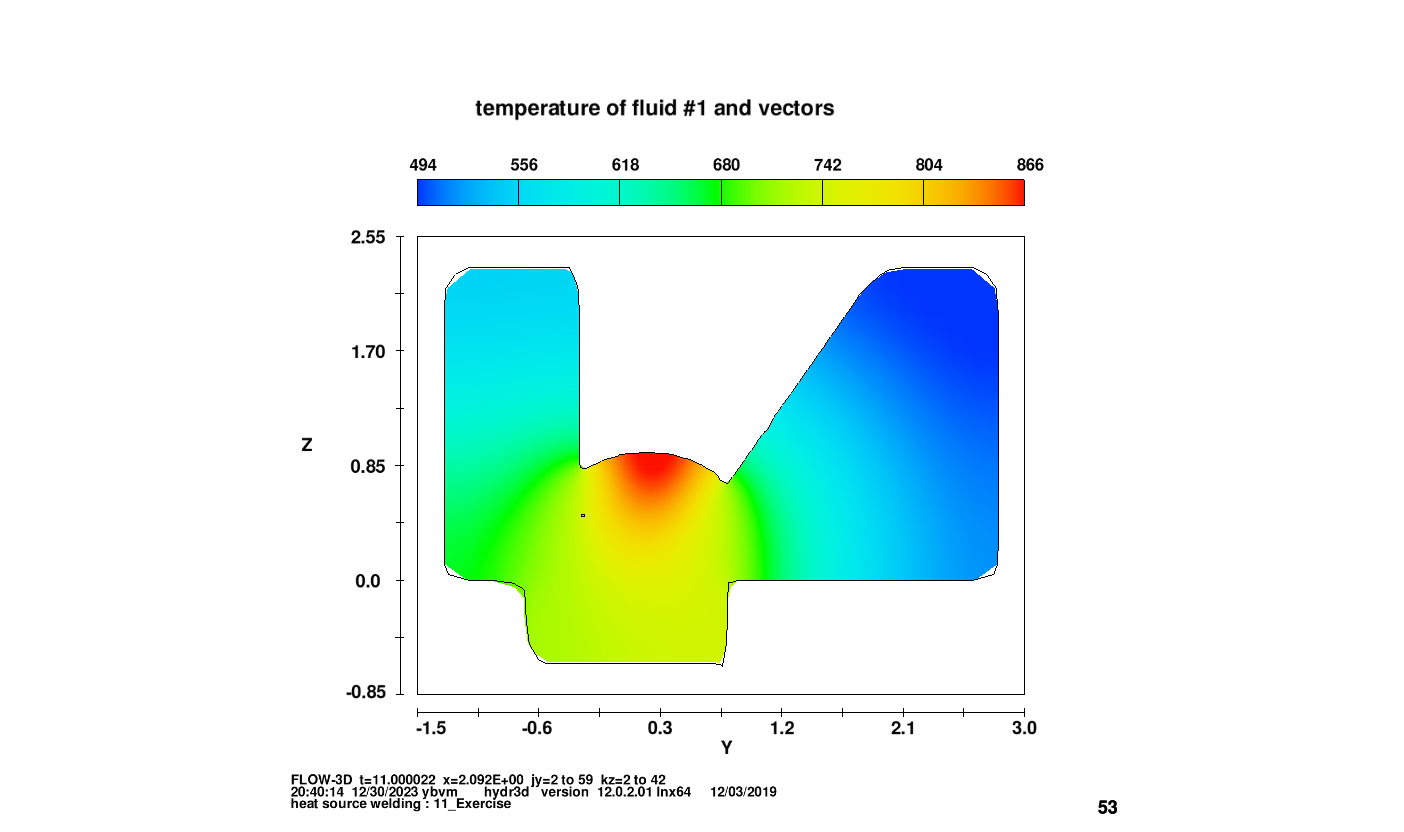 temperature of fluid #1 and vectors
494 556 618 680 742 804 866
2.55
1.70
Z
0.85
0.0
-0.85
-1.5 -0.6 0.3 1.2 2.1 3.0
Y
FLOW-3D t=11.000022 x=2.092E+00 jy=2 to 59 kz=2 to 42
20:40:14 12/30/2023 ybvm hydr3d version 12.0.2.01 lnx64 12/03/2019
heat source welding : 11_Exercise
53